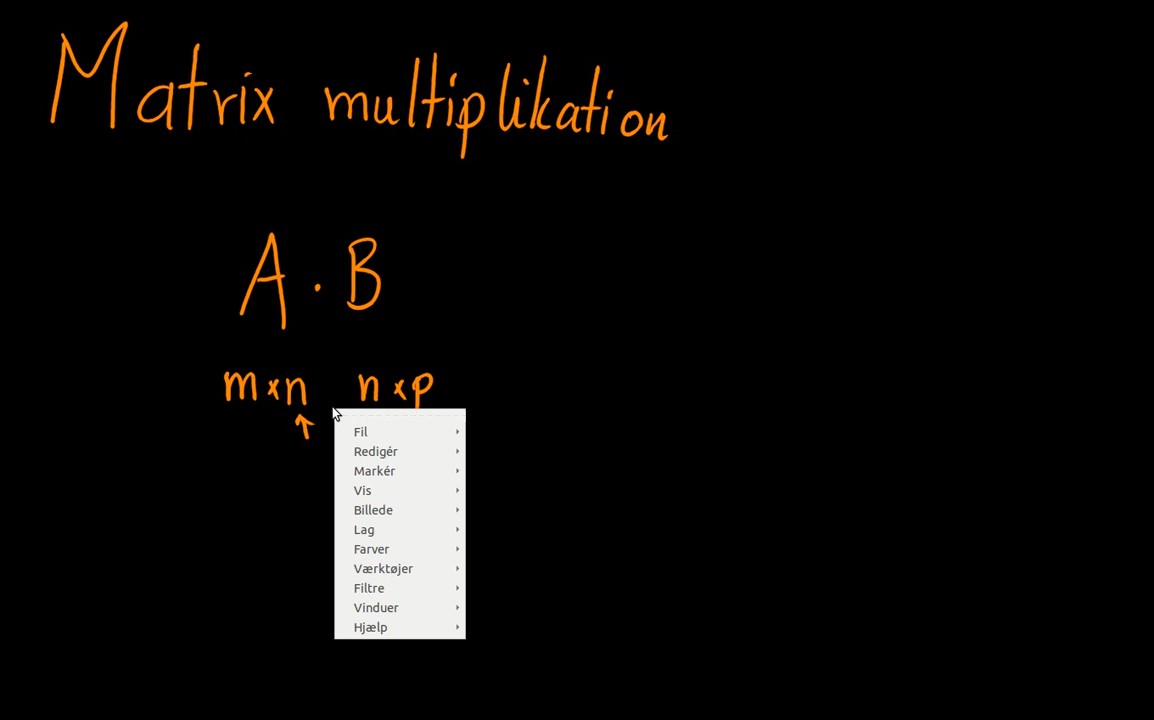 Matrix multiplikation
A · B
m×n n×p
Fil
Redigér
Markér
Vis
Billede
Lag
Farver
Værktøjer
Filtre
Vinduer
Hjælp